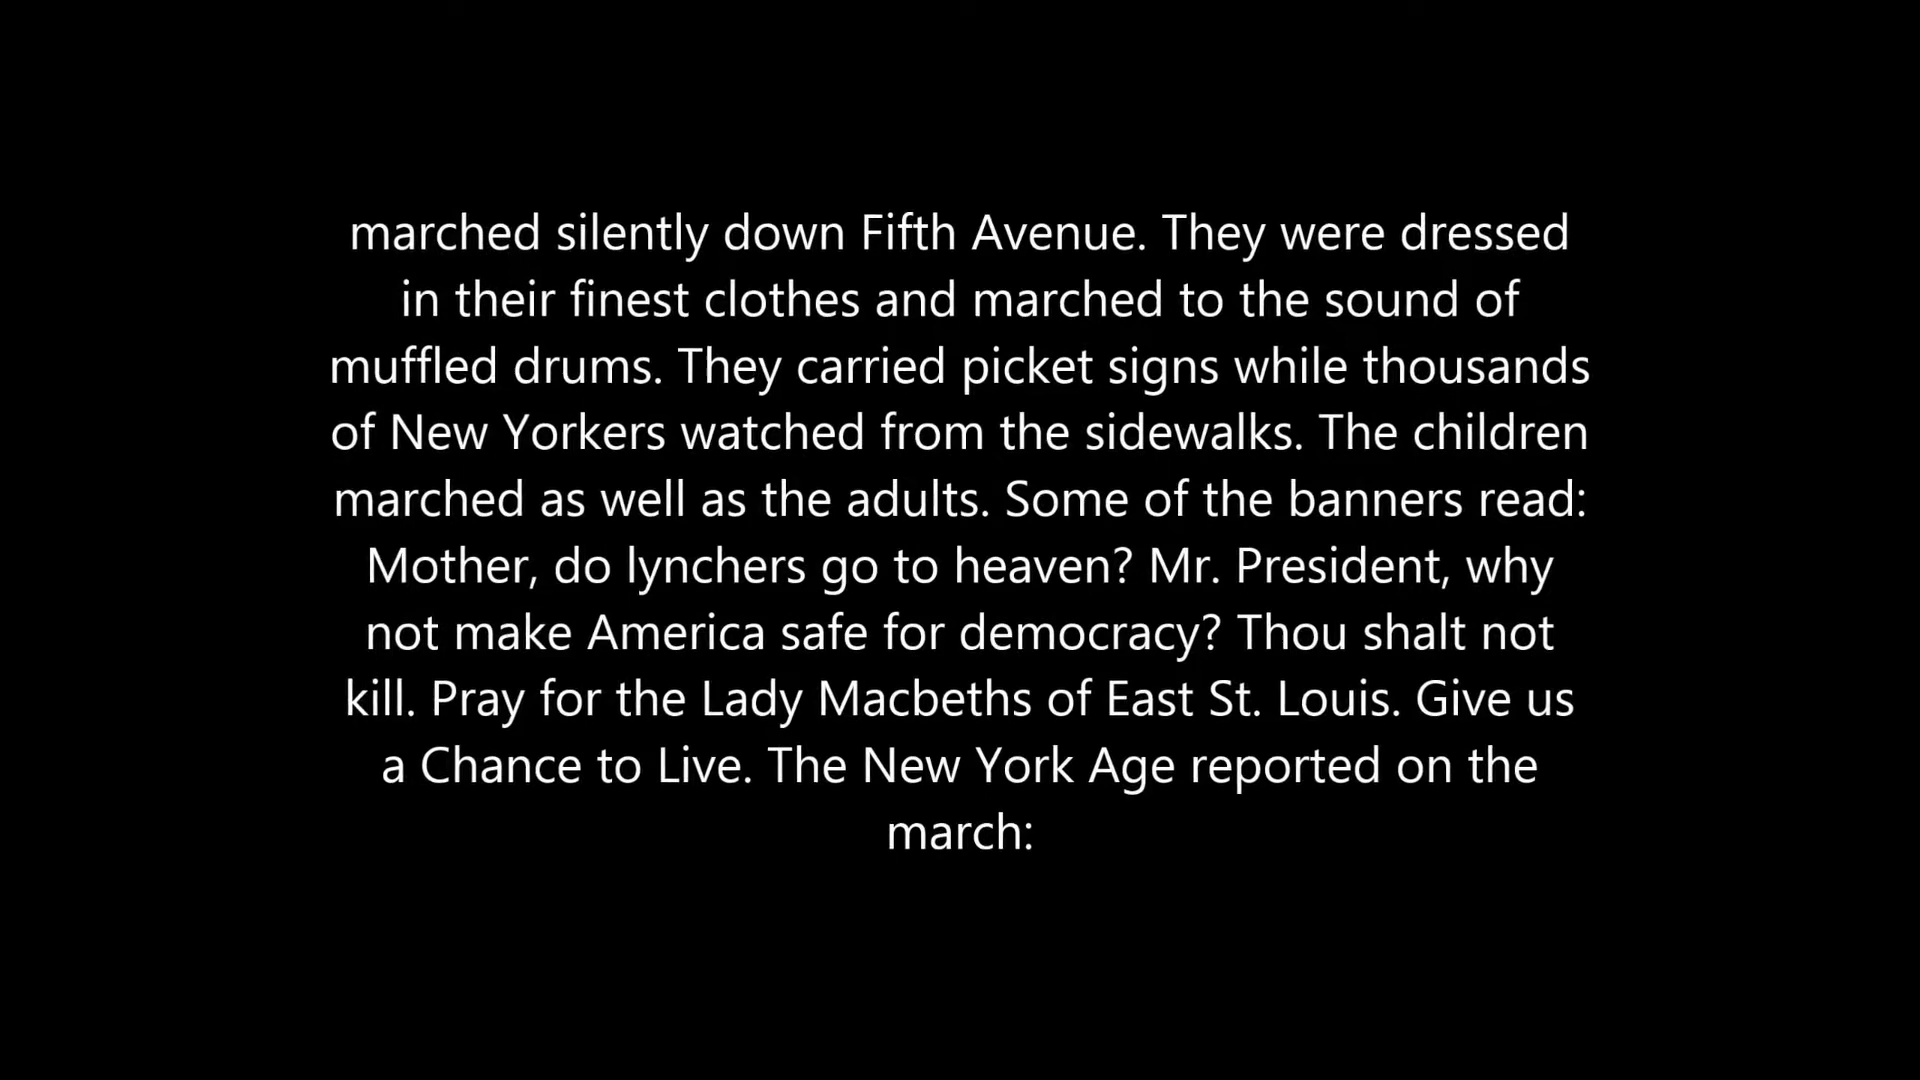 marched silently down Fifth Avenue. They were dressed
in their finest clothes and marched to the sound of
muffled drums. They carried picket signs while thousands
of New Yorkers watched from the sidewalks. The children
marched as well as the adults. Some of the banners read:
Mother, do lynchers go to heaven? Mr. President, why
not make America safe for democracy? Thou shalt not
kill. Pray for the Lady Macbeths of East St. Louis. Give us
a Chance to Live. The New York Age reported on the
march: